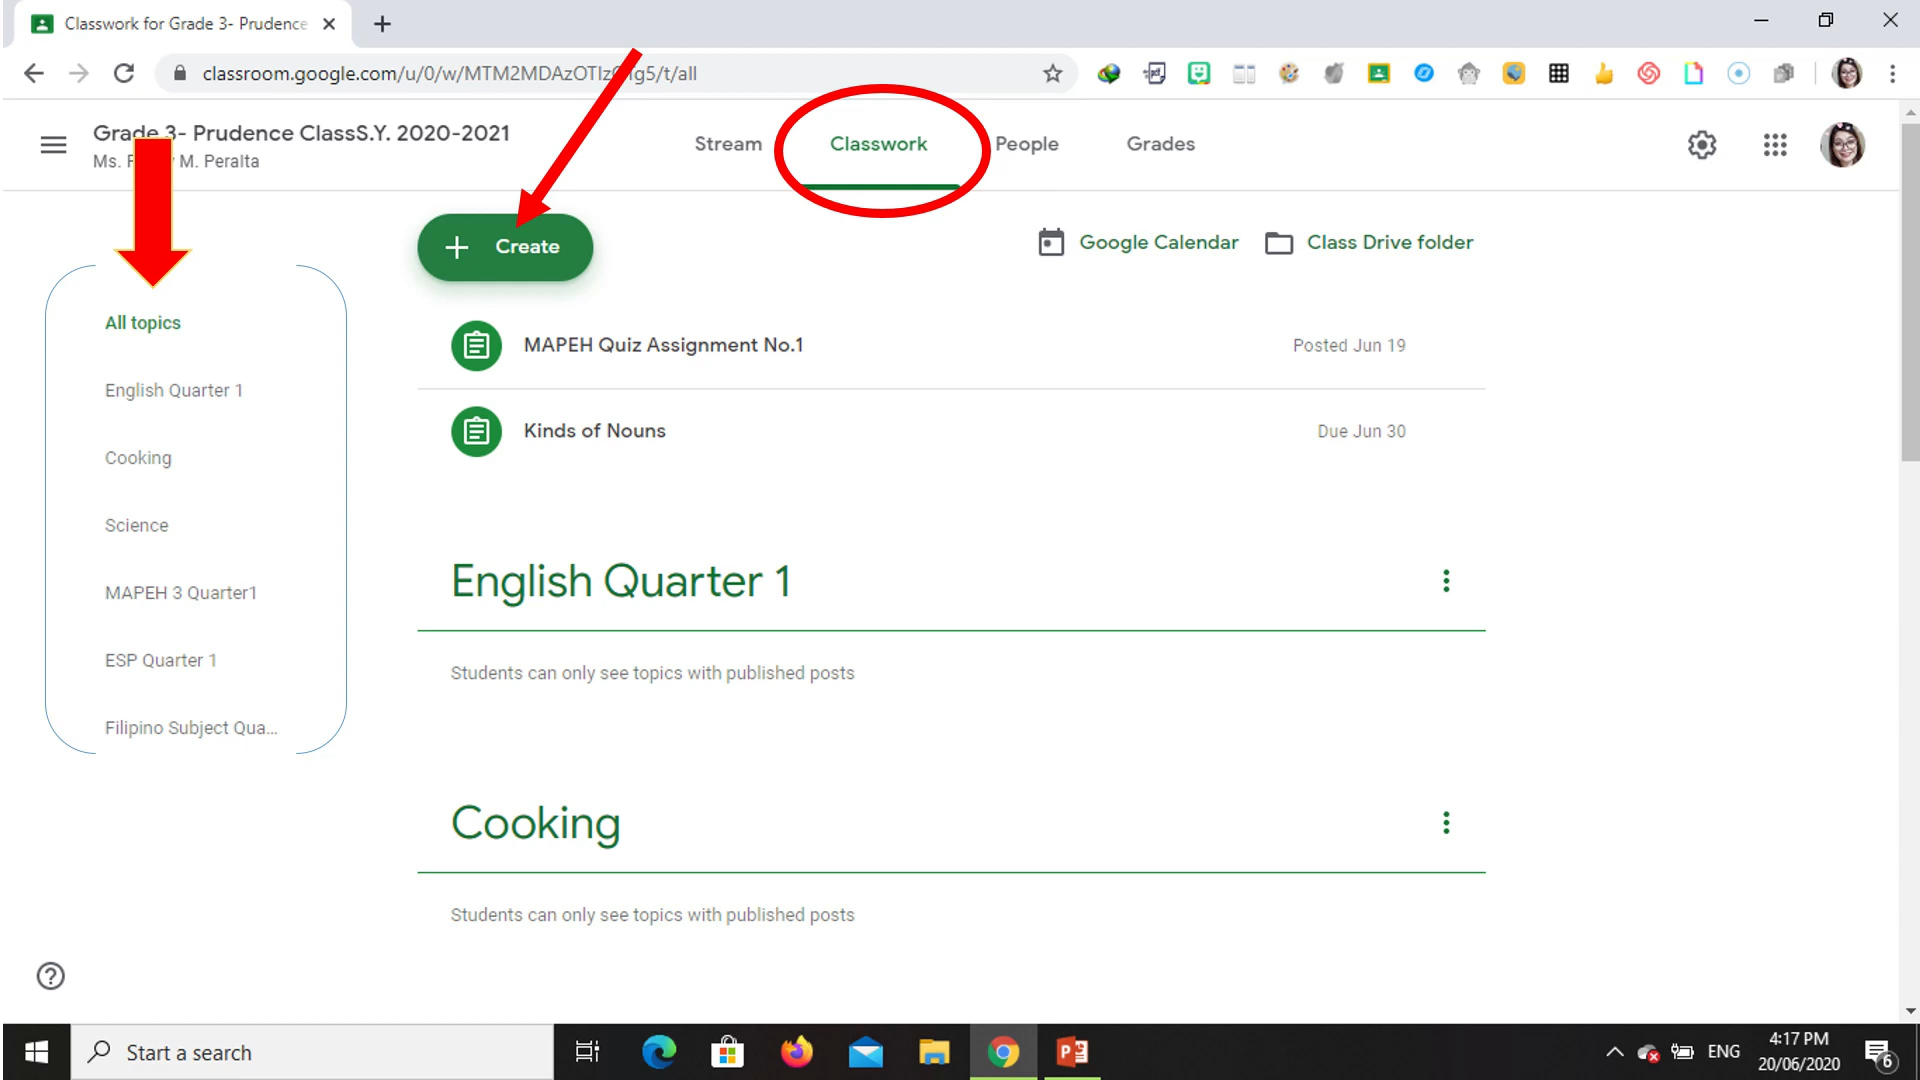 Classwork for Grade 3- Prudence
classroom.google.com/u/0/w/MTM2MDAzOTIz g5/t/all
Grade 3- Prudence ClassS.Y. 2020-2021
Ms. M. Peralta
Stream
Classwork
People
Grades
Create
Google Calendar
Class Drive folder
All topics
English Quarter 1
Cooking
Science
MAPEH 3 Quarter1
ESP Quarter 1
Filipino Subject Qua...
MAPEH Quiz Assignment No.1
Posted Jun 19
Kinds of Nouns
Due Jun 30
English Quarter 1
Students can only see topics with published posts
Cooking
Students can only see topics with published posts
Start a search
ENG
4:17 PM
20/06/2020
6